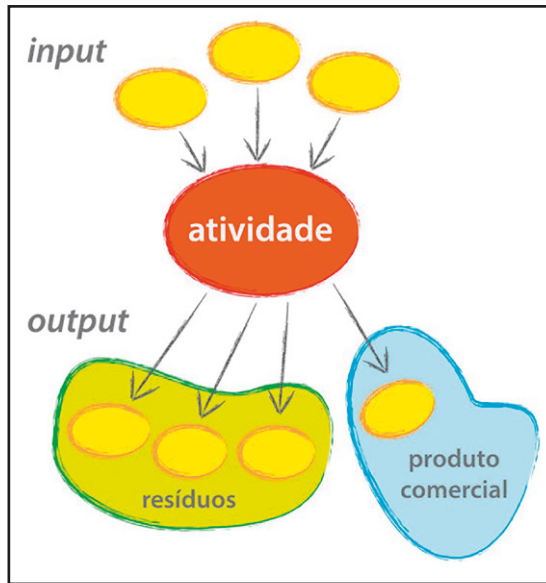 input
atividade
output
resíduos
produto
comercial